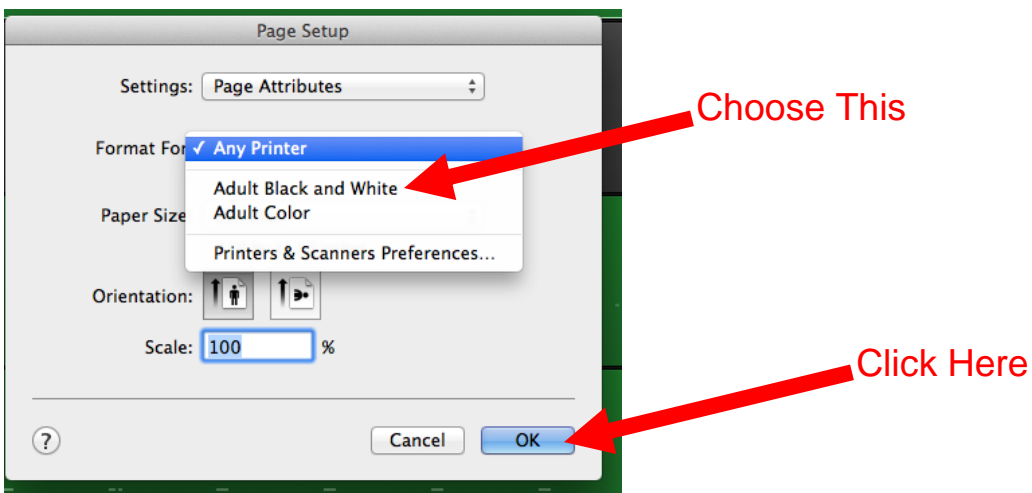 Page Setup
Settings: Page Attributes
Choose This
Format For ✓ Any Printer
Adult Black and White
Paper Size Adult Color
Printers & Scanners Preferences...
Orientation:
Scale: 100 %
Click Here
? Cancel OK